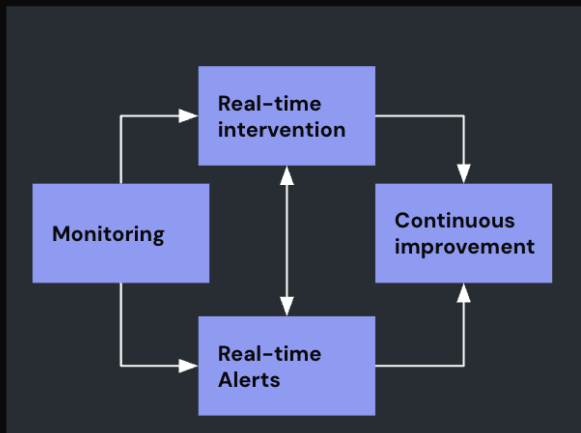 Real-time
intervention
Monitoring
Continuous
improvement
Real-time
Alerts